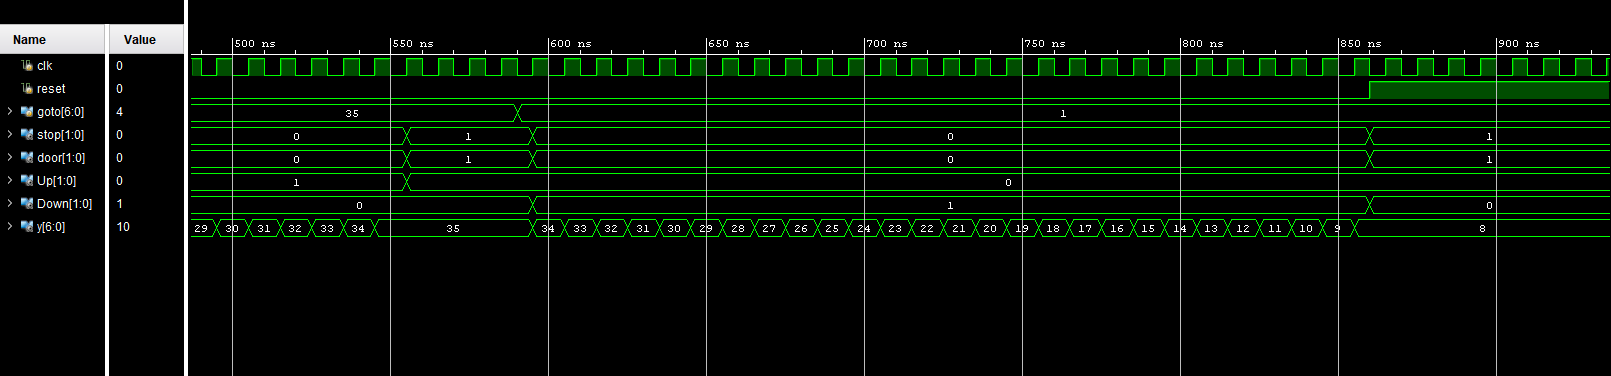 Name Value 500 ns 550 ns 600 ns 650 ns 700 ns 750 ns 800 ns 850 ns 900 ns
clk 0
reset 0
goto[6:0] 4 35 1
stop[1:0] 0 0 1 0 1
door[1:0] 0 0 1 0 1
Up[1:0] 0 1 0
Down[1:0] 1 0 1 0
y[6:0] 10 29 30 31 32 33 34 35 34 33 32 31 30 29 28 27 26 25 24 23 22 21 20 19 18 17 16 15 14 13 12 11 10 9 8